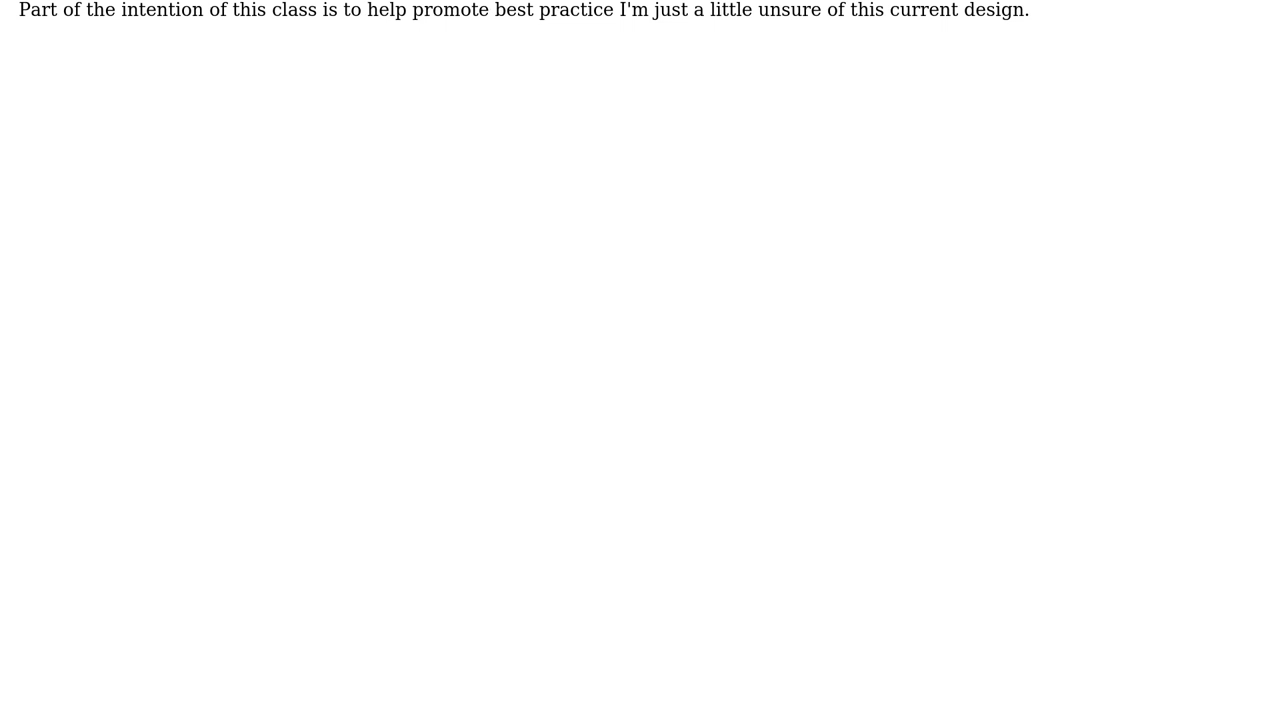 Part of the intention of this class is to help promote best practice I'm just a little unsure of this current design.